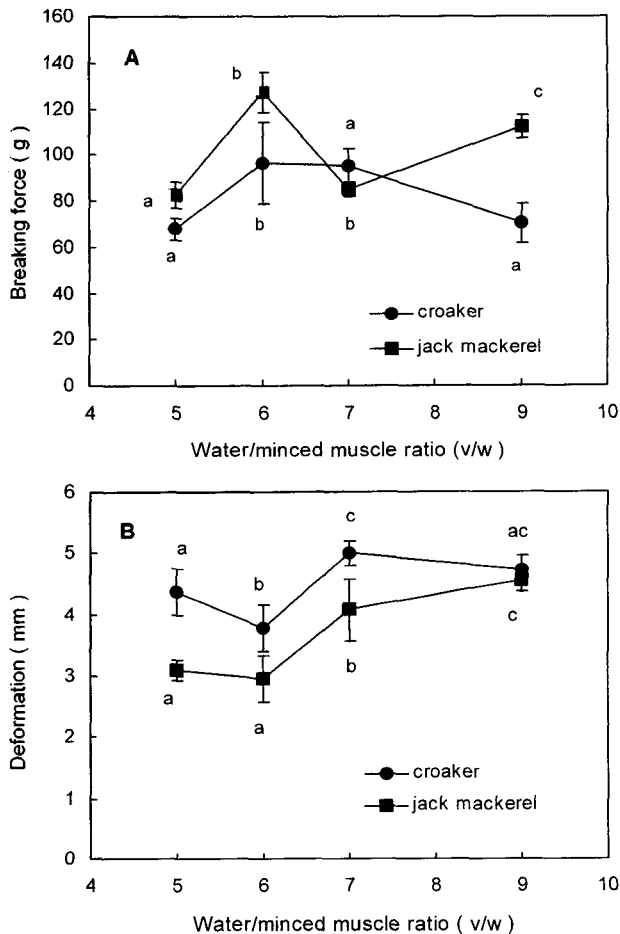 160
A
b
c
140
120
a
100
a
80
b
b
60
a
a
40
croaker
20
jack mackerel
0
4 5 6 7 8 9 10
Breaking force ( g )
Water/minced muscle ratio (v/w )
6
B
c
ac
a
5
b
4
c
3
b
a
a
2
croaker
1
jack mackerel
0
4 5 6 7 8 9 10
Deformation ( mm )
Water/minced muscle ratio ( v/w )